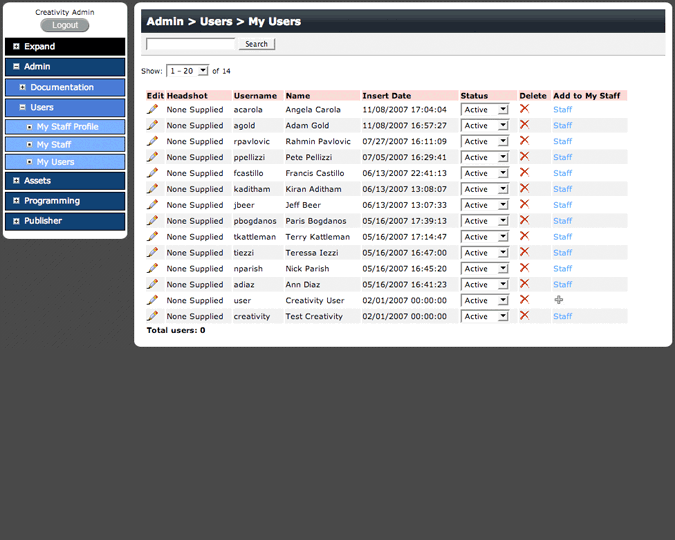 Creativity Admin
Logout
Expand
Admin
Documentation
Users
My Staff Profile
My Staff
My Users
Assets
Programming
Publisher
Admin > Users > My Users
Search
Show: 1 - 20 of 14
Edit Headshot Username Name Insert Date Status Delete Add to My Staff
None Supplied acarola Angela Carola 11/08/2007 17:04:04 Active Staff
None Supplied agold Adam Gold 11/08/2007 16:57:27 Active Staff
None Supplied rpavlovic Rahmin Pavlovic 07/27/2007 16:11:09 Active Staff
None Supplied ppellizzi Pete Pellizzi 07/05/2007 16:29:41 Active Staff
None Supplied fcastillo Francis Castillo 06/13/2007 22:41:13 Active Staff
None Supplied kaditham Kiran Aditham 06/13/2007 13:08:07 Active Staff
None Supplied jbeer Jeff Beer 06/13/2007 13:07:33 Active Staff
None Supplied pbogdanos Paris Bogdanos 05/16/2007 17:39:13 Active Staff
None Supplied tkattleman Terry Kattleman 05/16/2007 17:14:47 Active Staff
None Supplied tiezzi Teressa Iezzi 05/16/2007 16:47:00 Active Staff
None Supplied nparish Nick Parish 05/16/2007 16:45:20 Active Staff
None Supplied adiaz Ann Diaz 05/16/2007 16:41:23 Active Staff
None Supplied user Creativity User 02/01/2007 00:00:00 Active
None Supplied creativity Test Creativity 02/01/2007 00:00:00 Active Staff
Total users: 0